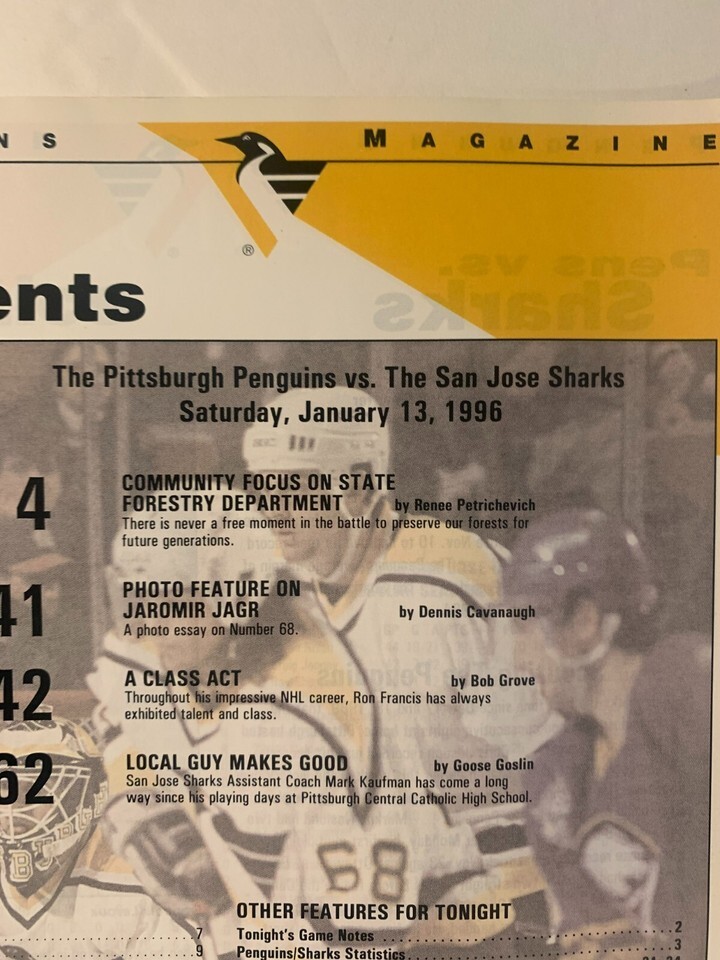 NS MAGAZINE
®
ents
The Pittsburgh Penguins vs. The San Jose Sharks
Saturday, January 13, 1996
4 COMMUNITY FOCUS ON STATE
FORESTRY DEPARTMENT by Renee Petrichevich
There is never a free moment in the battle to preserve our forests for
future generations.
41 PHOTO FEATURE ON
JAROMIR JAGR by Dennis Cavanaugh
A photo essay on Number 68.
42 A CLASS ACT by Bob Grove
Throughout his impressive NHL career, Ron Francis has always
exhibited talent and class.
62 LOCAL GUY MAKES GOOD by Goose Goslin
San Jose Sharks Assistant Coach Mark Kaufman has come a long
way since his playing days at Pittsburgh Central Catholic High School.
68
OTHER FEATURES FOR TONIGHT
7
9
Tonight's Game Notes 2
Penguins/Sharks Statistics 3